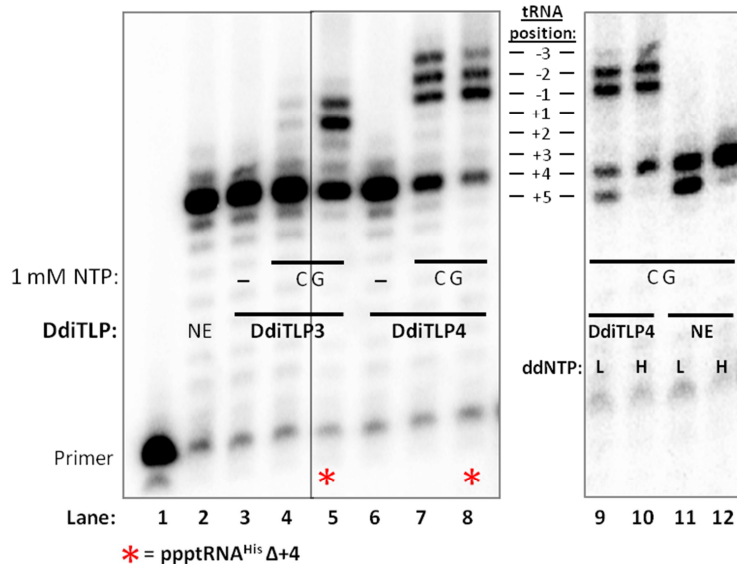 tRNA
position:
-3
-2
-1
+1
+2
+3
+4
+5
1 mM NTP: – C G – C G C G
DdiTLP: NE DdiTLP3 DdiTLP4 DdiTLP4 NE
ddNTP: L H L H
Primer
* *
Lane: 1 2 3 4 5 6 7 8 9 10 11 12
* = ppptRNAᴴⁱˢ Δ+4